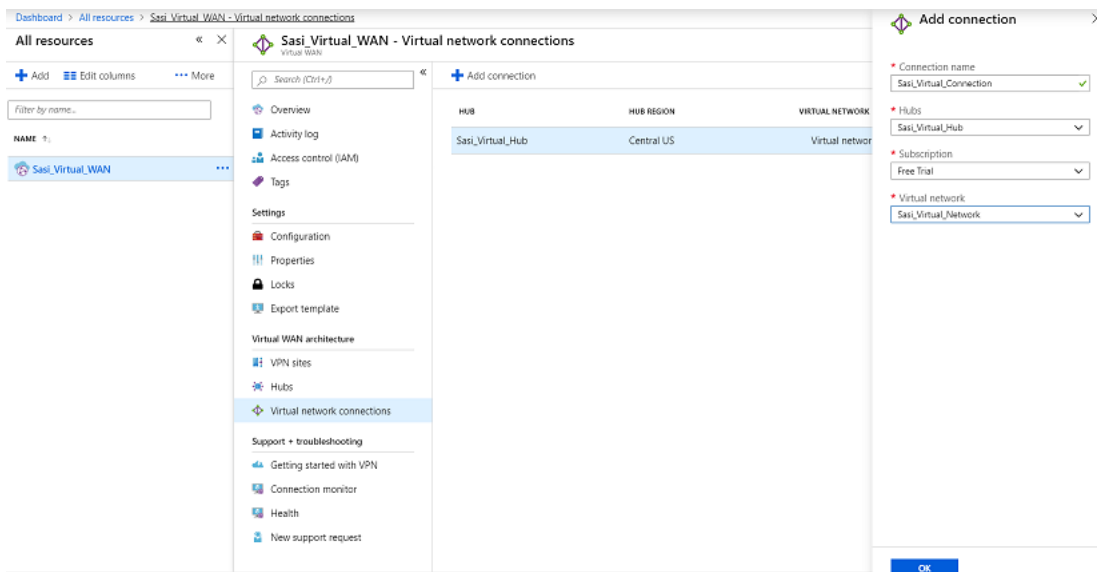 Dashboard > All resources > Sasi_Virtual_WAN - Virtual network connections
All resources
Add
Edit columns
More
Filter by name...
NAME
Sasi_Virtual_WAN
Sasi_Virtual_WAN - Virtual network connections
Virtual WAN
Search (Ctrl+/)
Overview
Activity log
Access control (IAM)
Tags
Settings
Configuration
Properties
Locks
Export template
Virtual WAN architecture
VPN sites
Hubs
Virtual network connections
Support + troubleshooting
Getting started with VPN
Connection monitor
Health
New support request
Add connection
HUB HUB REGION VIRTUAL NETWORK
Sasi_Virtual_Hub Central US Virtual networ
Add connection
* Connection name
Sasi_Virtual_Connection
* Hubs
Sasi_Virtual_Hub
* Subscription
Free Trial
* Virtual network
Sasi_Virtual_Network
OK